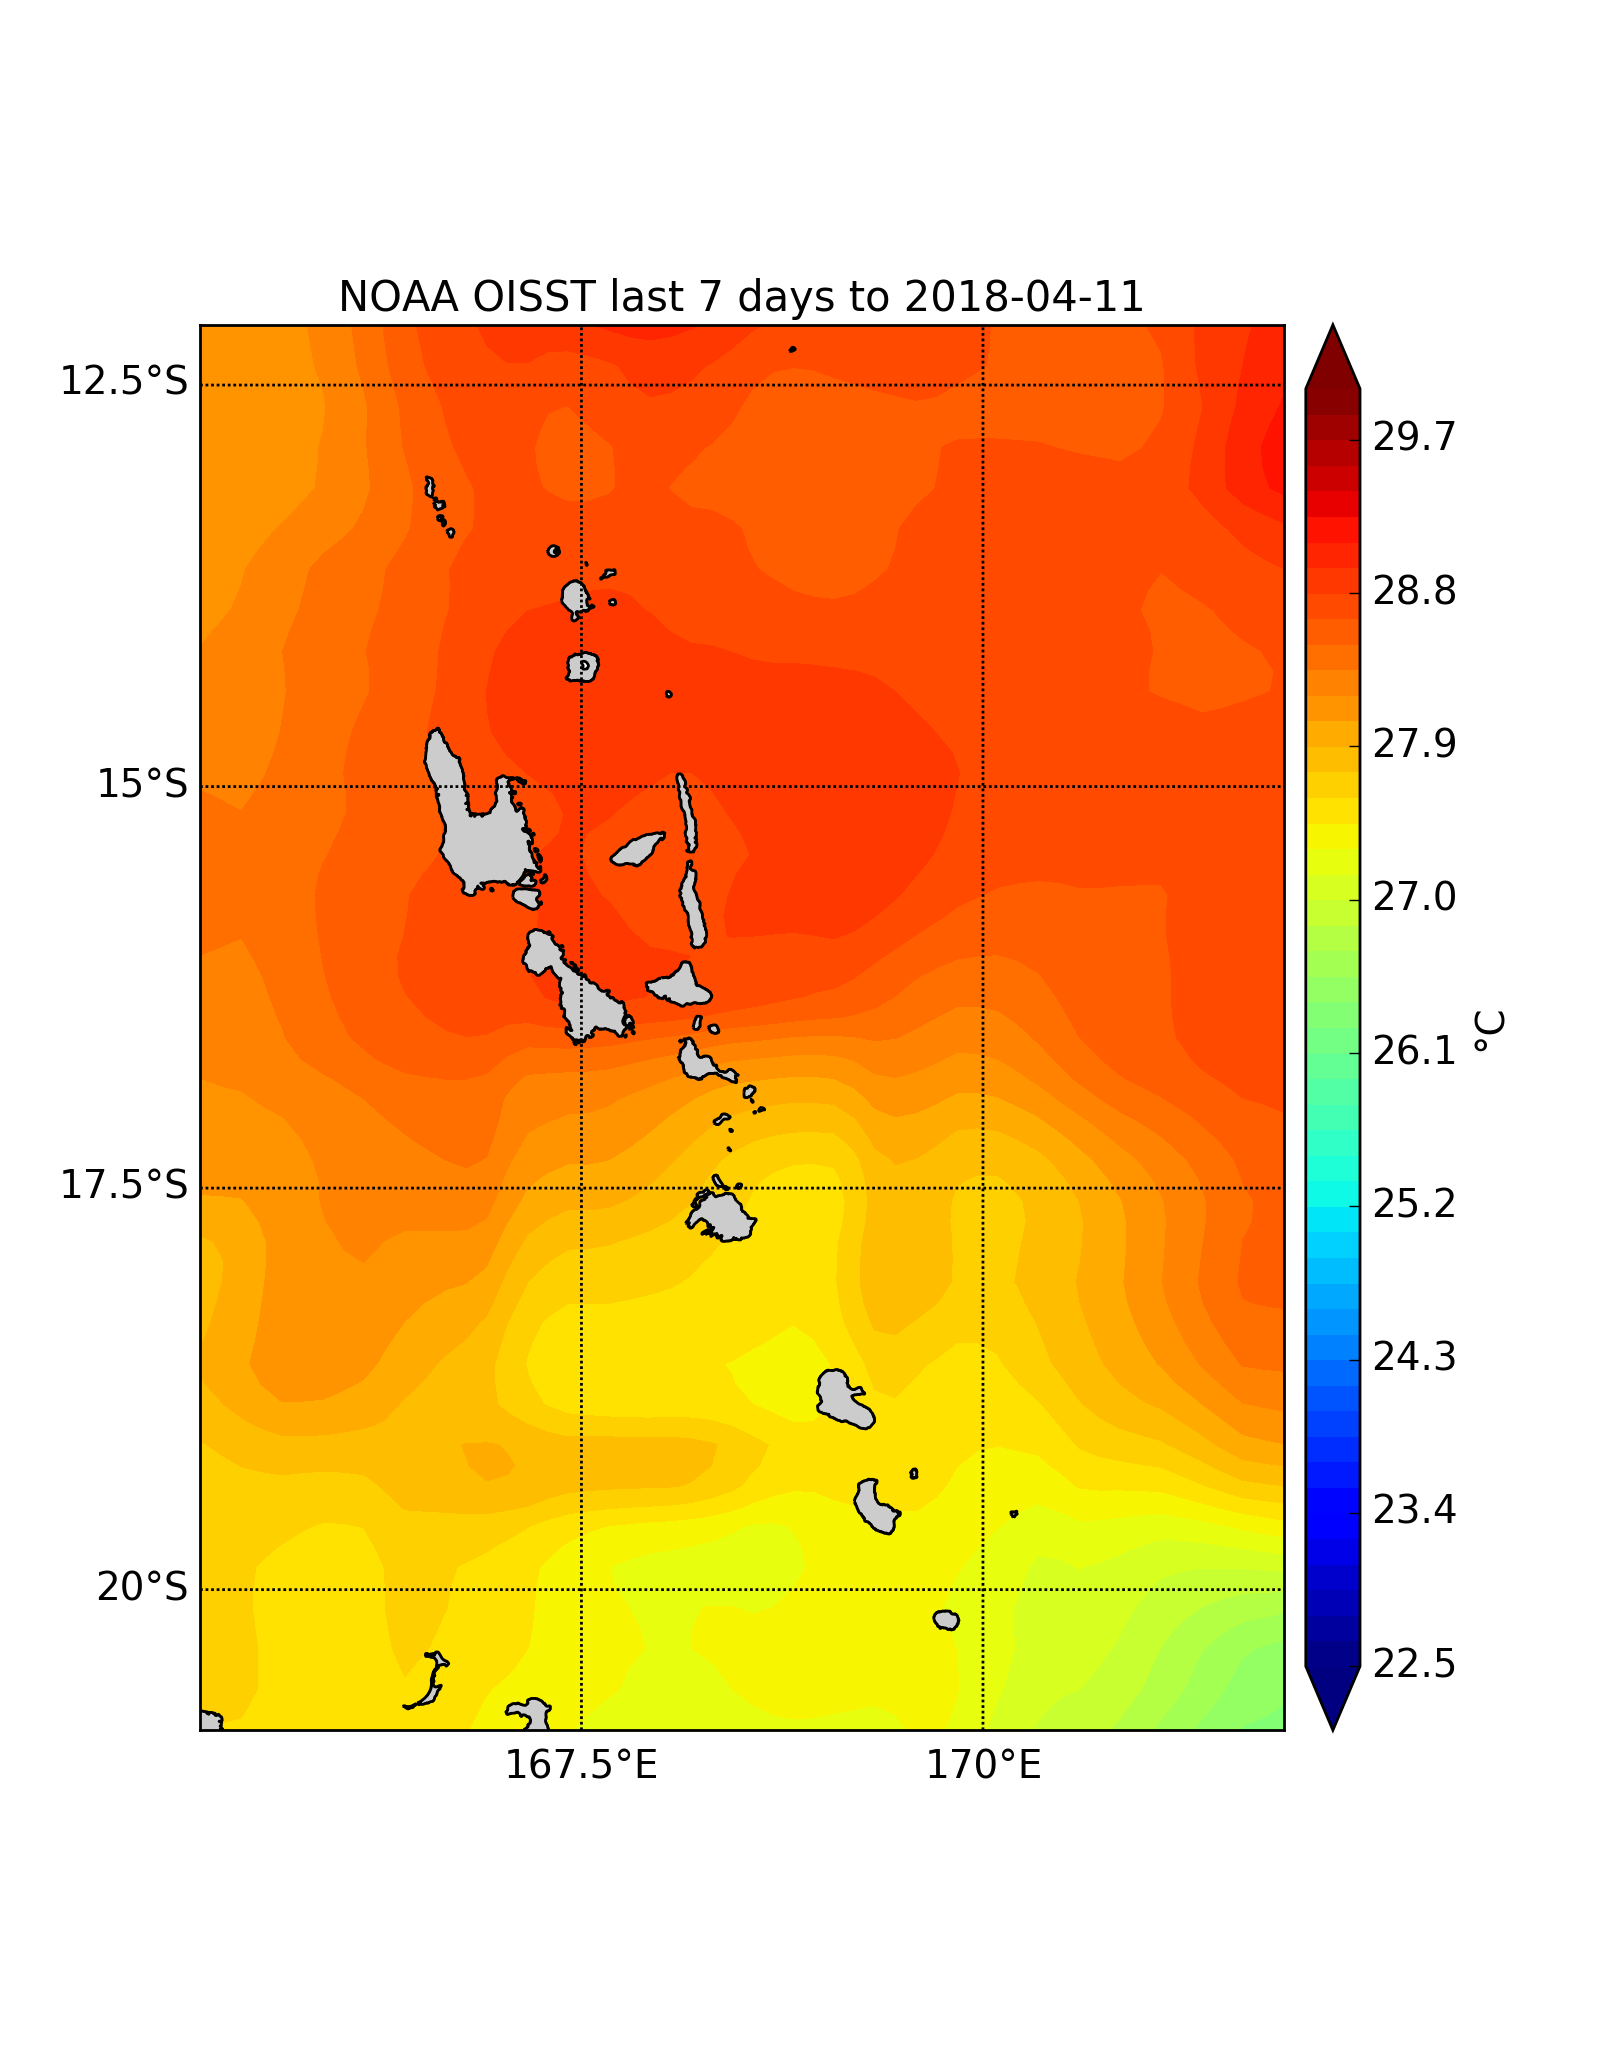 NOAA OISST last 7 days to 2018-04-11
12.5°S
15°S
17.5°S
20°S
167.5°E
170°E
29.7
28.8
27.9
27.0
26.1
25.2
24.3
23.4
22.5
°C